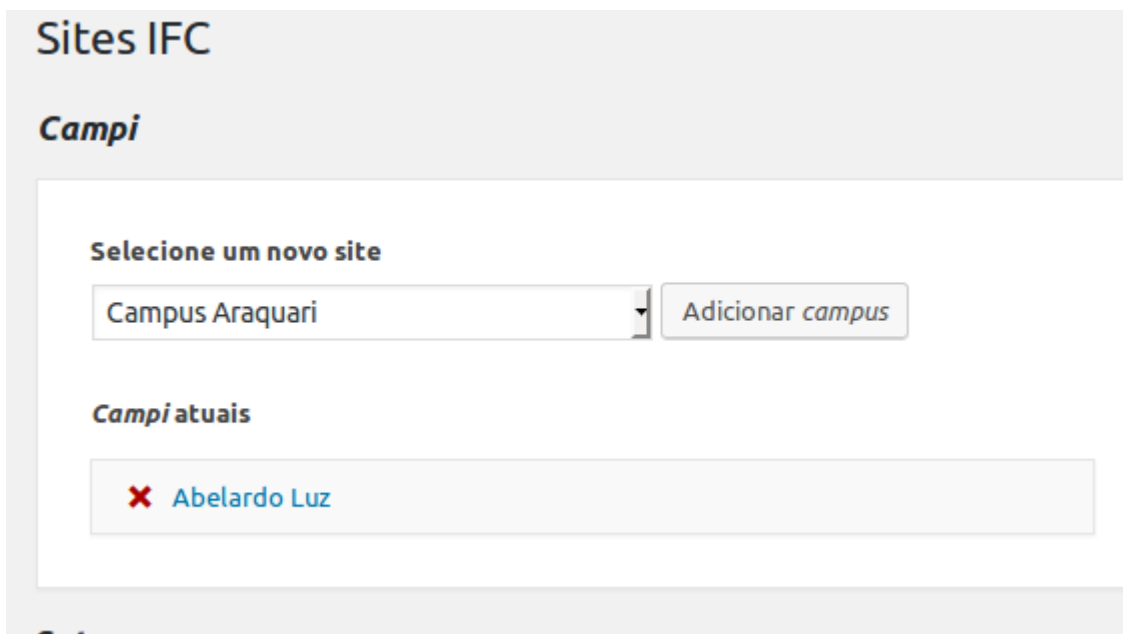 Sites IFC
Campi
Selecione um novo site
Campus Araquari
Adicionar campus
Campi atuais
Abelardo Luz